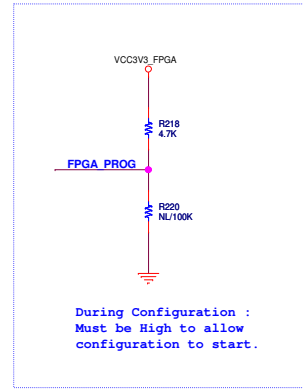 VCC3V3_FPGA
R218
4.7K
FPGA_PROG
R220
NL/100K
During Configuration :
Must be High to allow
configuration to start.